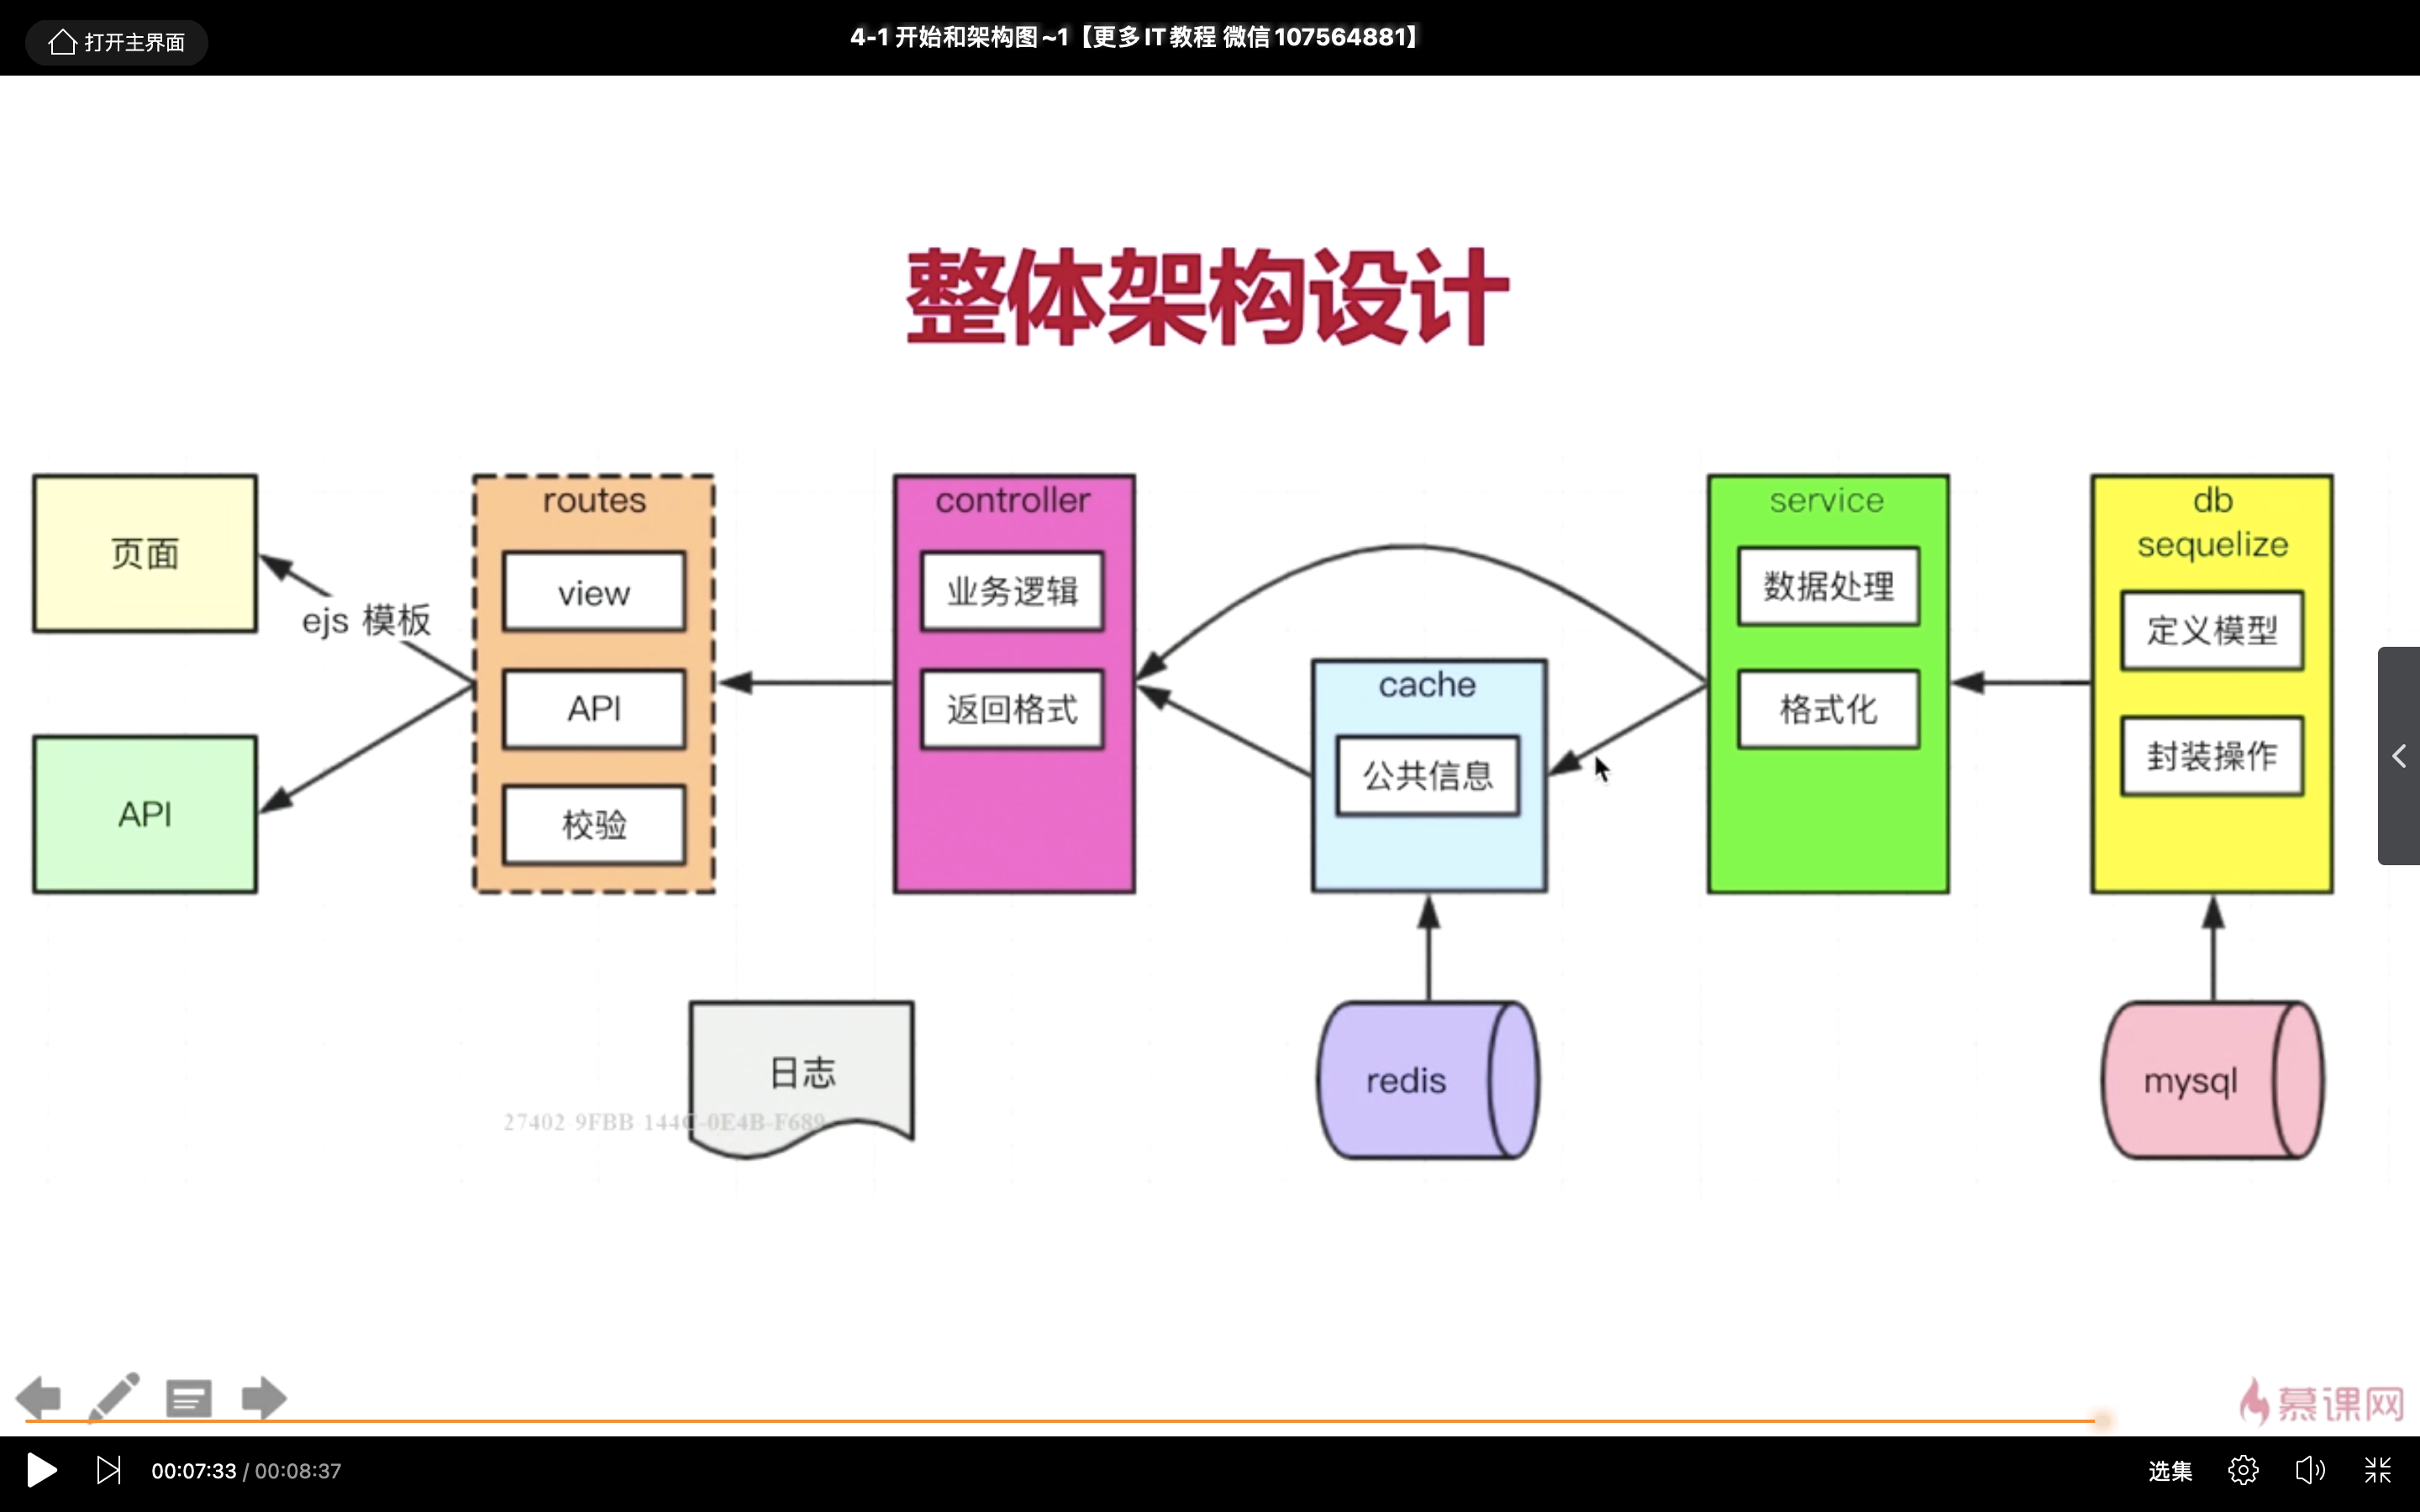 打开主界面
4-1 开始和架构图~1【更多IT教程 微信107564881】
整体架构设计
页面
API
ejs 模板
routes
view
API
校验
controller
业务逻辑
返回格式
cache
公共信息
service
数据处理
格式化
db
sequelize
定义模型
封装操作
日志
27402-9FBB-144C-0E4B-F689
redis
mysql
慕课网
00:07:33 / 00:08:37
选集